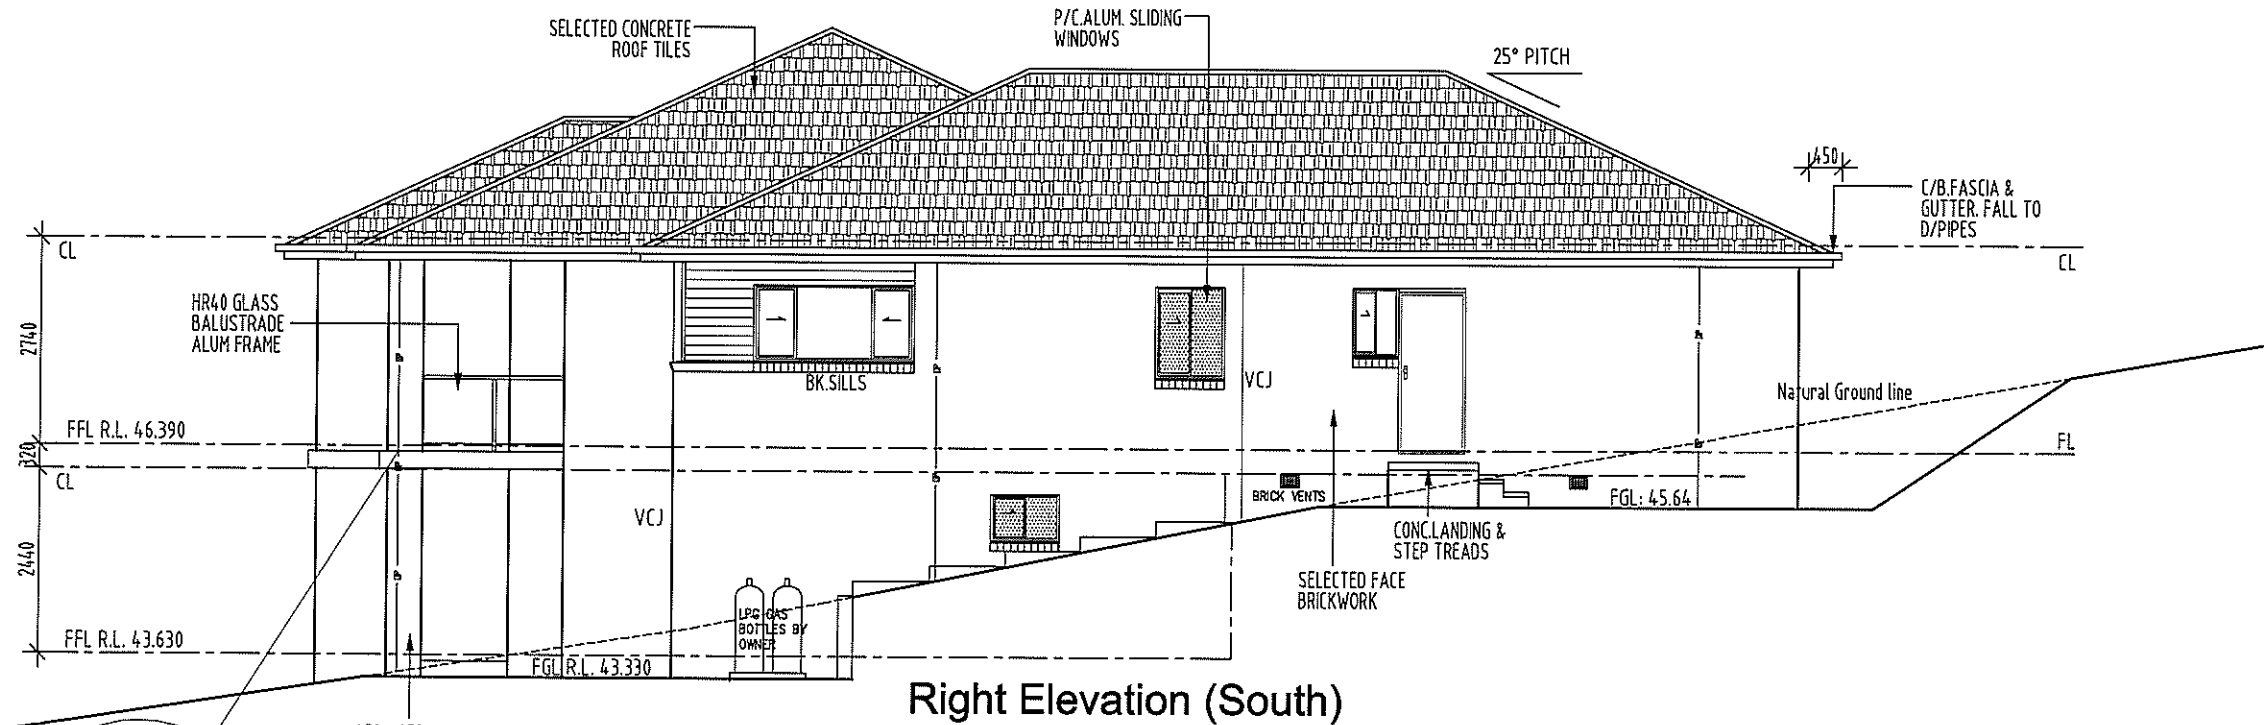 SELECTED CONCRETE
ROOF TILES
P/C.ALUM. SLIDING
WINDOWS
25° PITCH
450
C/B.FASCIA &
GUTTER. FALL TO
D/PIPES
CL
CL
HR40 GLASS
BALUSTRADE
ALUM FRAME
2740
BK.SILLS
VCJ
Natural Ground line
FFL R.L. 46.390
FL
320
CL
BRICK VENTS
FGL: 45.64
VCJ
CONC.LANDING &
STEP TREADS
2440
SELECTED FACE
BRICKWORK
LPG GAS
BOTTLES BY
OWNER
FFL R.L. 43.630
FGL R.L. 43.330
Right Elevation (South)